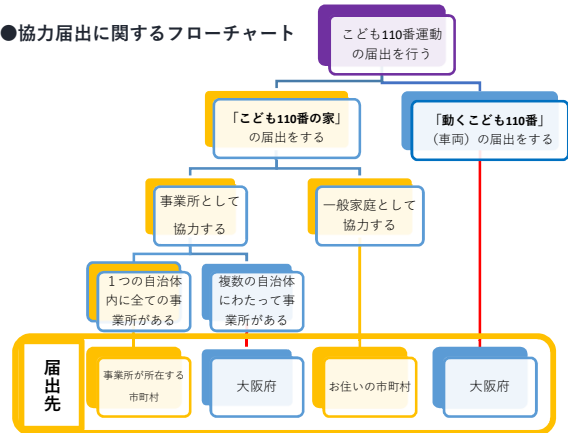 ●協力届出に関するフローチャート
こども110番運動
の届出を行う
「こども110番の家」
の届出をする
「動くこども110番」
（車両）の届出をする
事業所として
協力する
一般家庭として
協力する
１つの自治体
内に全ての事
業所がある
複数の自治体
にわたって事
業所がある
届出先
事業所が所在する
市町村
大阪府
お住いの市町村
大阪府